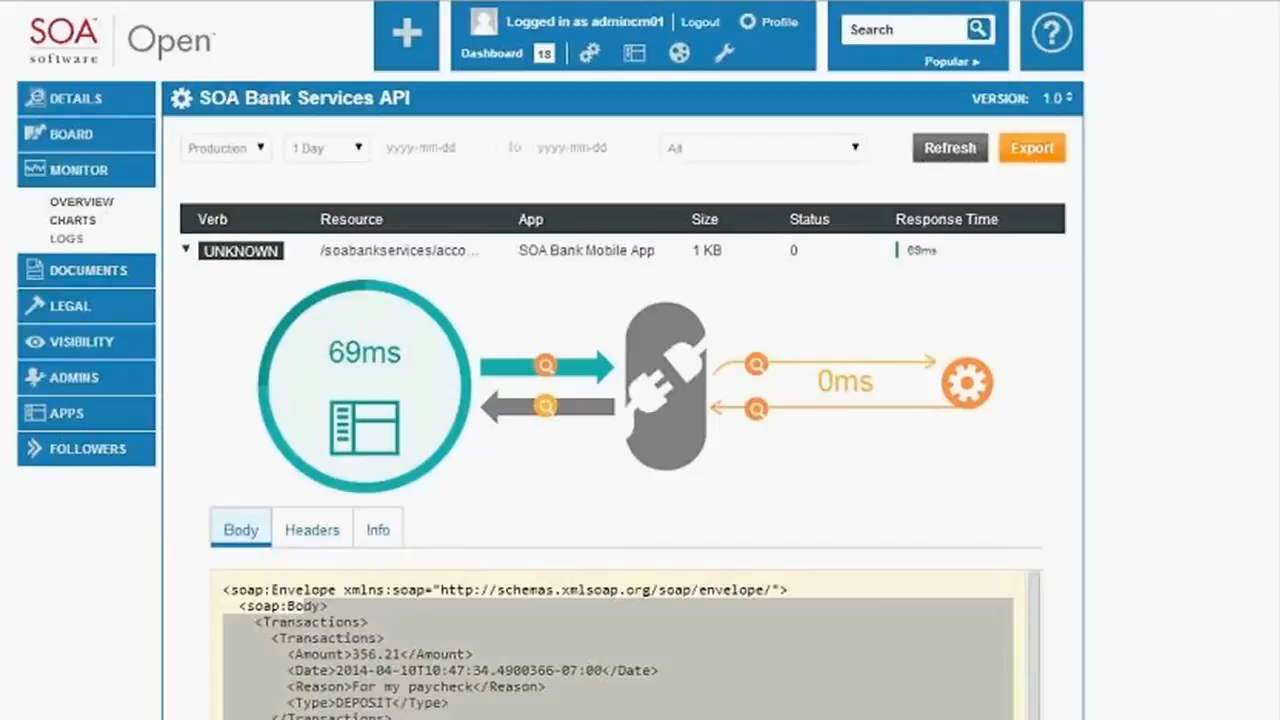 SOA
software
Open
Logged in as admincm01 Logout Profile
Dashboard 18
Search
Popular
?
DETAILS
BOARD
MONITOR
OVERVIEW
CHARTS
LOGS
DOCUMENTS
LEGAL
VISIBILITY
ADMINS
APPS
FOLLOWERS
SOA Bank Services API
VERSION: 1.0
Production 1 Day yyyy-mm-dd to yyyy-mm-dd All Refresh Export
Verb Resource App Size Status Response Time
UNKNOWN /soabankservices/acco... SOA Bank Mobile App 1 KB 0 69ms
69ms
0ms
Body Headers Info
<soap:Envelope xmlns:soap="http://schemas.xmlsoap.org/soap/envelope/">
<soap:Body>
<Transactions>
<Transactions>
<Amount>356.21</Amount>
<Date>2014-04-10T10:47:34.4900366-07:00</Date>
<Reason>For my paycheck</Reason>
<Type>DEPOSIT</Type>
</Transactions>